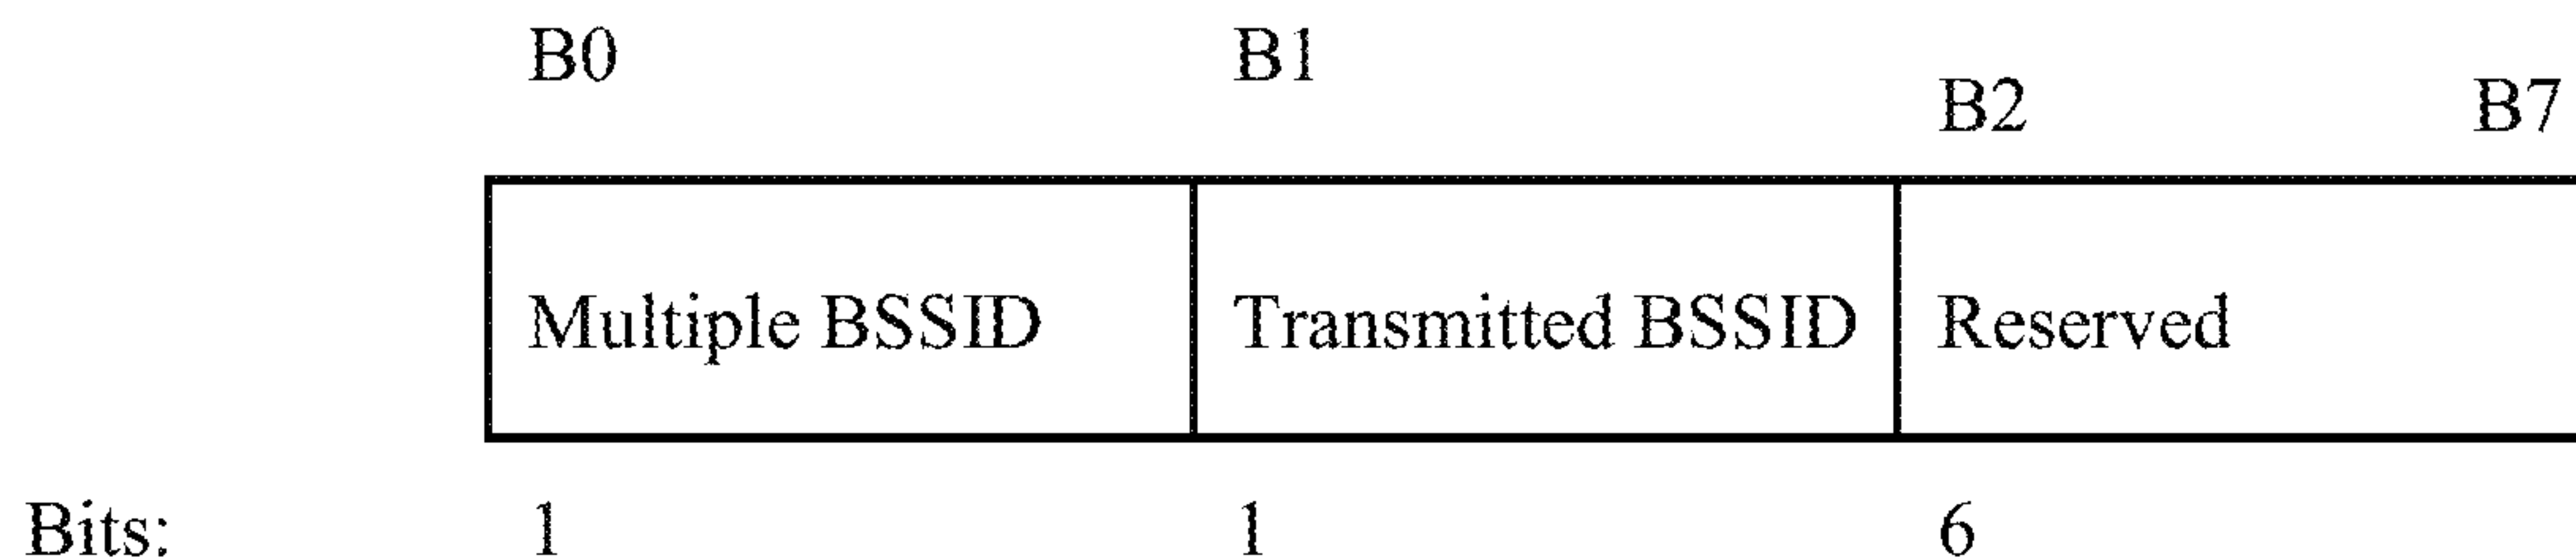 B0 B1
B2 B7
Multiple BSSID Transmitted BSSID Reserved
Bits: 1 1 6